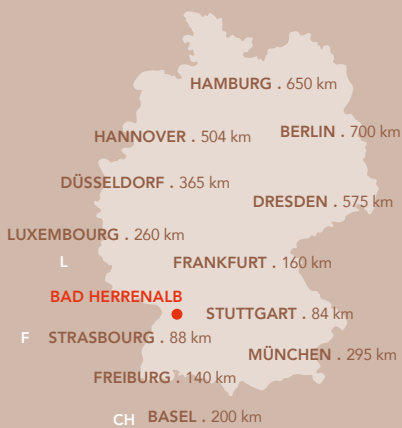 HAMBURG . 650 km
BERLIN . 700 km
HANNOVER . 504 km
DÜSSELDORF . 365 km
DRESDEN . 575 km
LUXEMBOURG . 260 km
L
FRANKFURT . 160 km
BAD HERRENALB
STUTTGART . 84 km
F
STRASBOURG . 88 km
MÜNCHEN . 295 km
FREIBURG . 140 km
CH
BASEL . 200 km